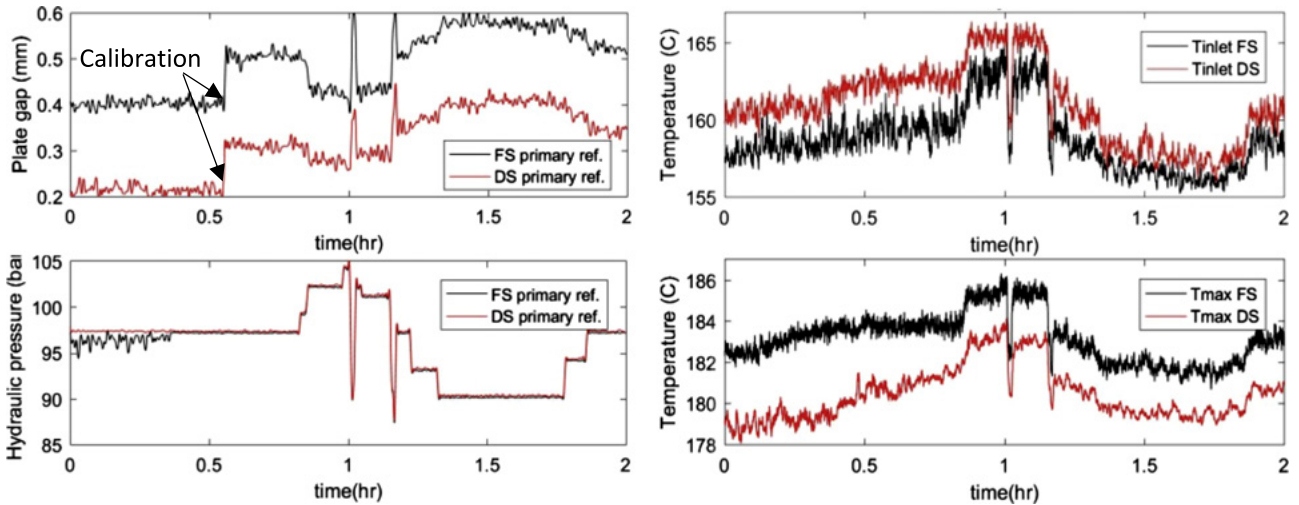 0.6
0.5
0.4
0.3
0.2
Plate gap (mm)
Calibration
FS primary ref.
DS primary ref.
0 0.5 1 1.5 2
time(hr)
165
160
155
Temperature (C)
Tinlet FS
Tinlet DS
0 0.5 1 1.5 2
time(hr)
105
100
95
90
85
Hydraulic pressure (ba
FS primary ref.
DS primary ref.
0 0.5 1 1.5 2
time(hr)
186
184
182
180
178
Temperature (C)
Tmax FS
Tmax DS
0 0.5 1 1.5 2
time(hr)